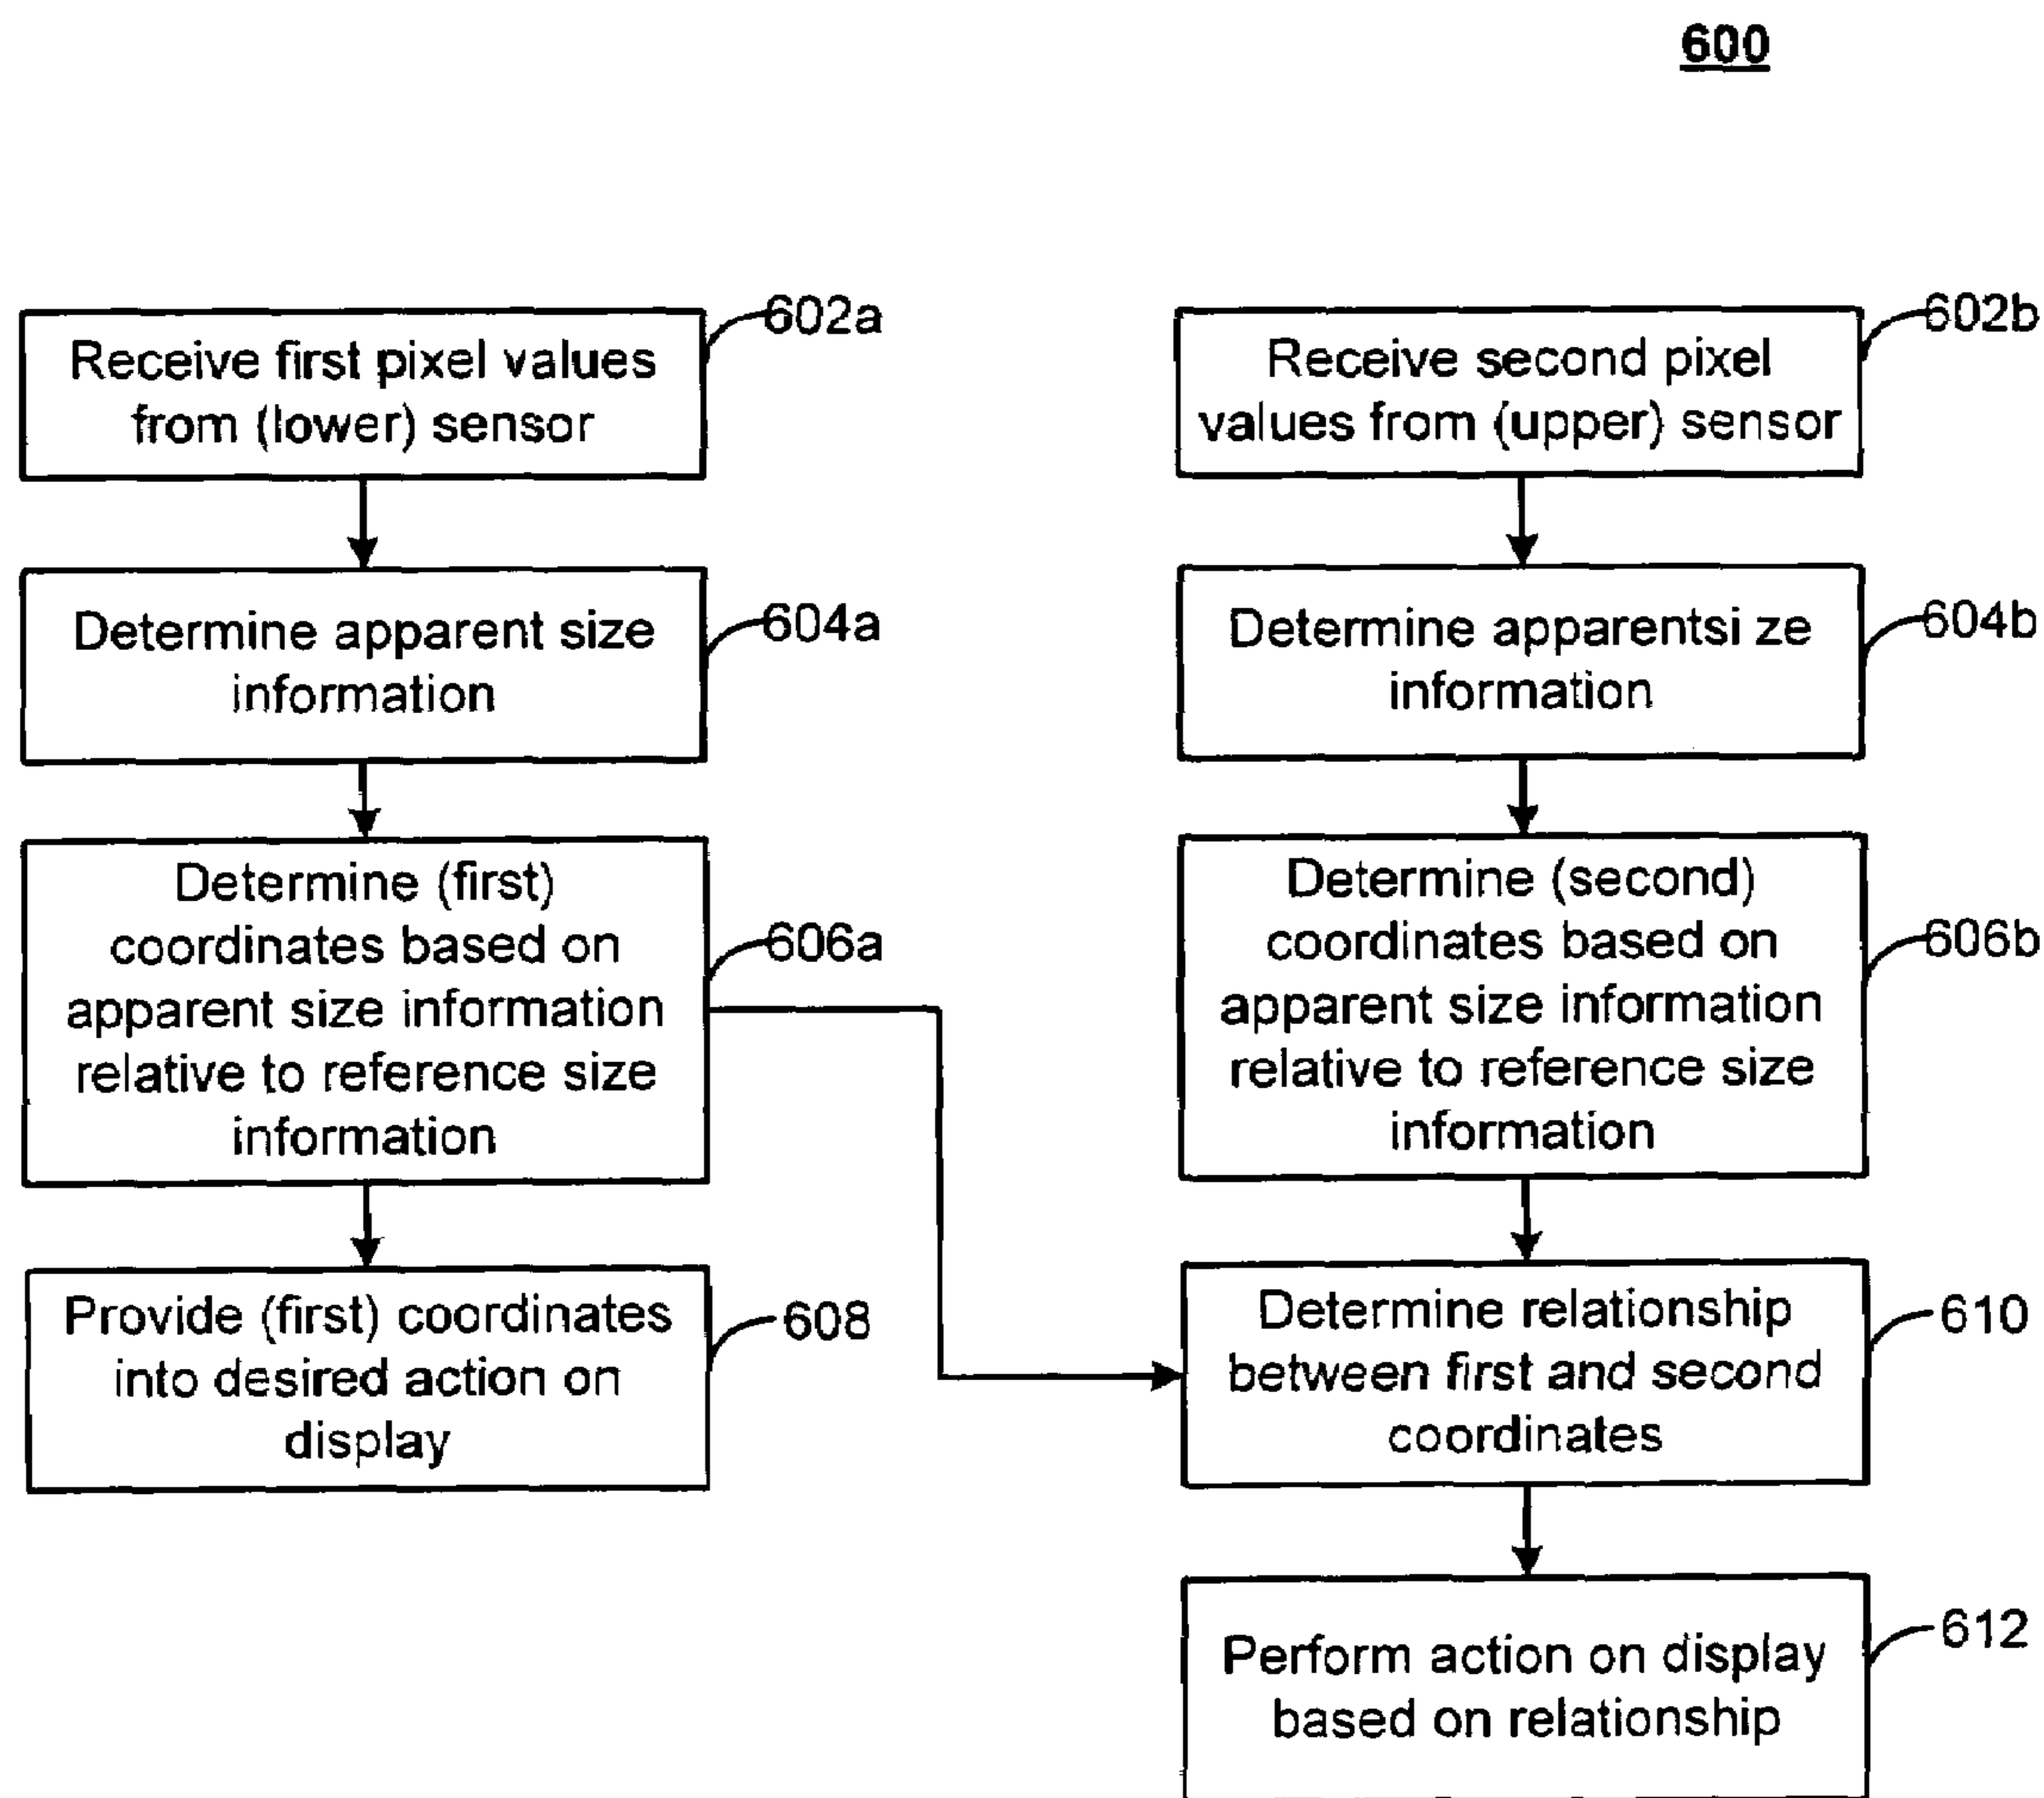 600
602a
Receive first pixel values
from (lower) sensor
604a
Determine apparent size
information
606a
Determine (first)
coordinates based on
apparent size information
relative to reference size
information
608
Provide (first) coordinates
into desired action on
display
602b
Receive second pixel
values from (upper) sensor
604b
Determine apparentsi ze
information
606b
Determine (second)
coordinates based on
apparent size information
relative to reference size
information
610
Determine relationship
between first and second
coordinates
612
Perform action on display
based on relationship